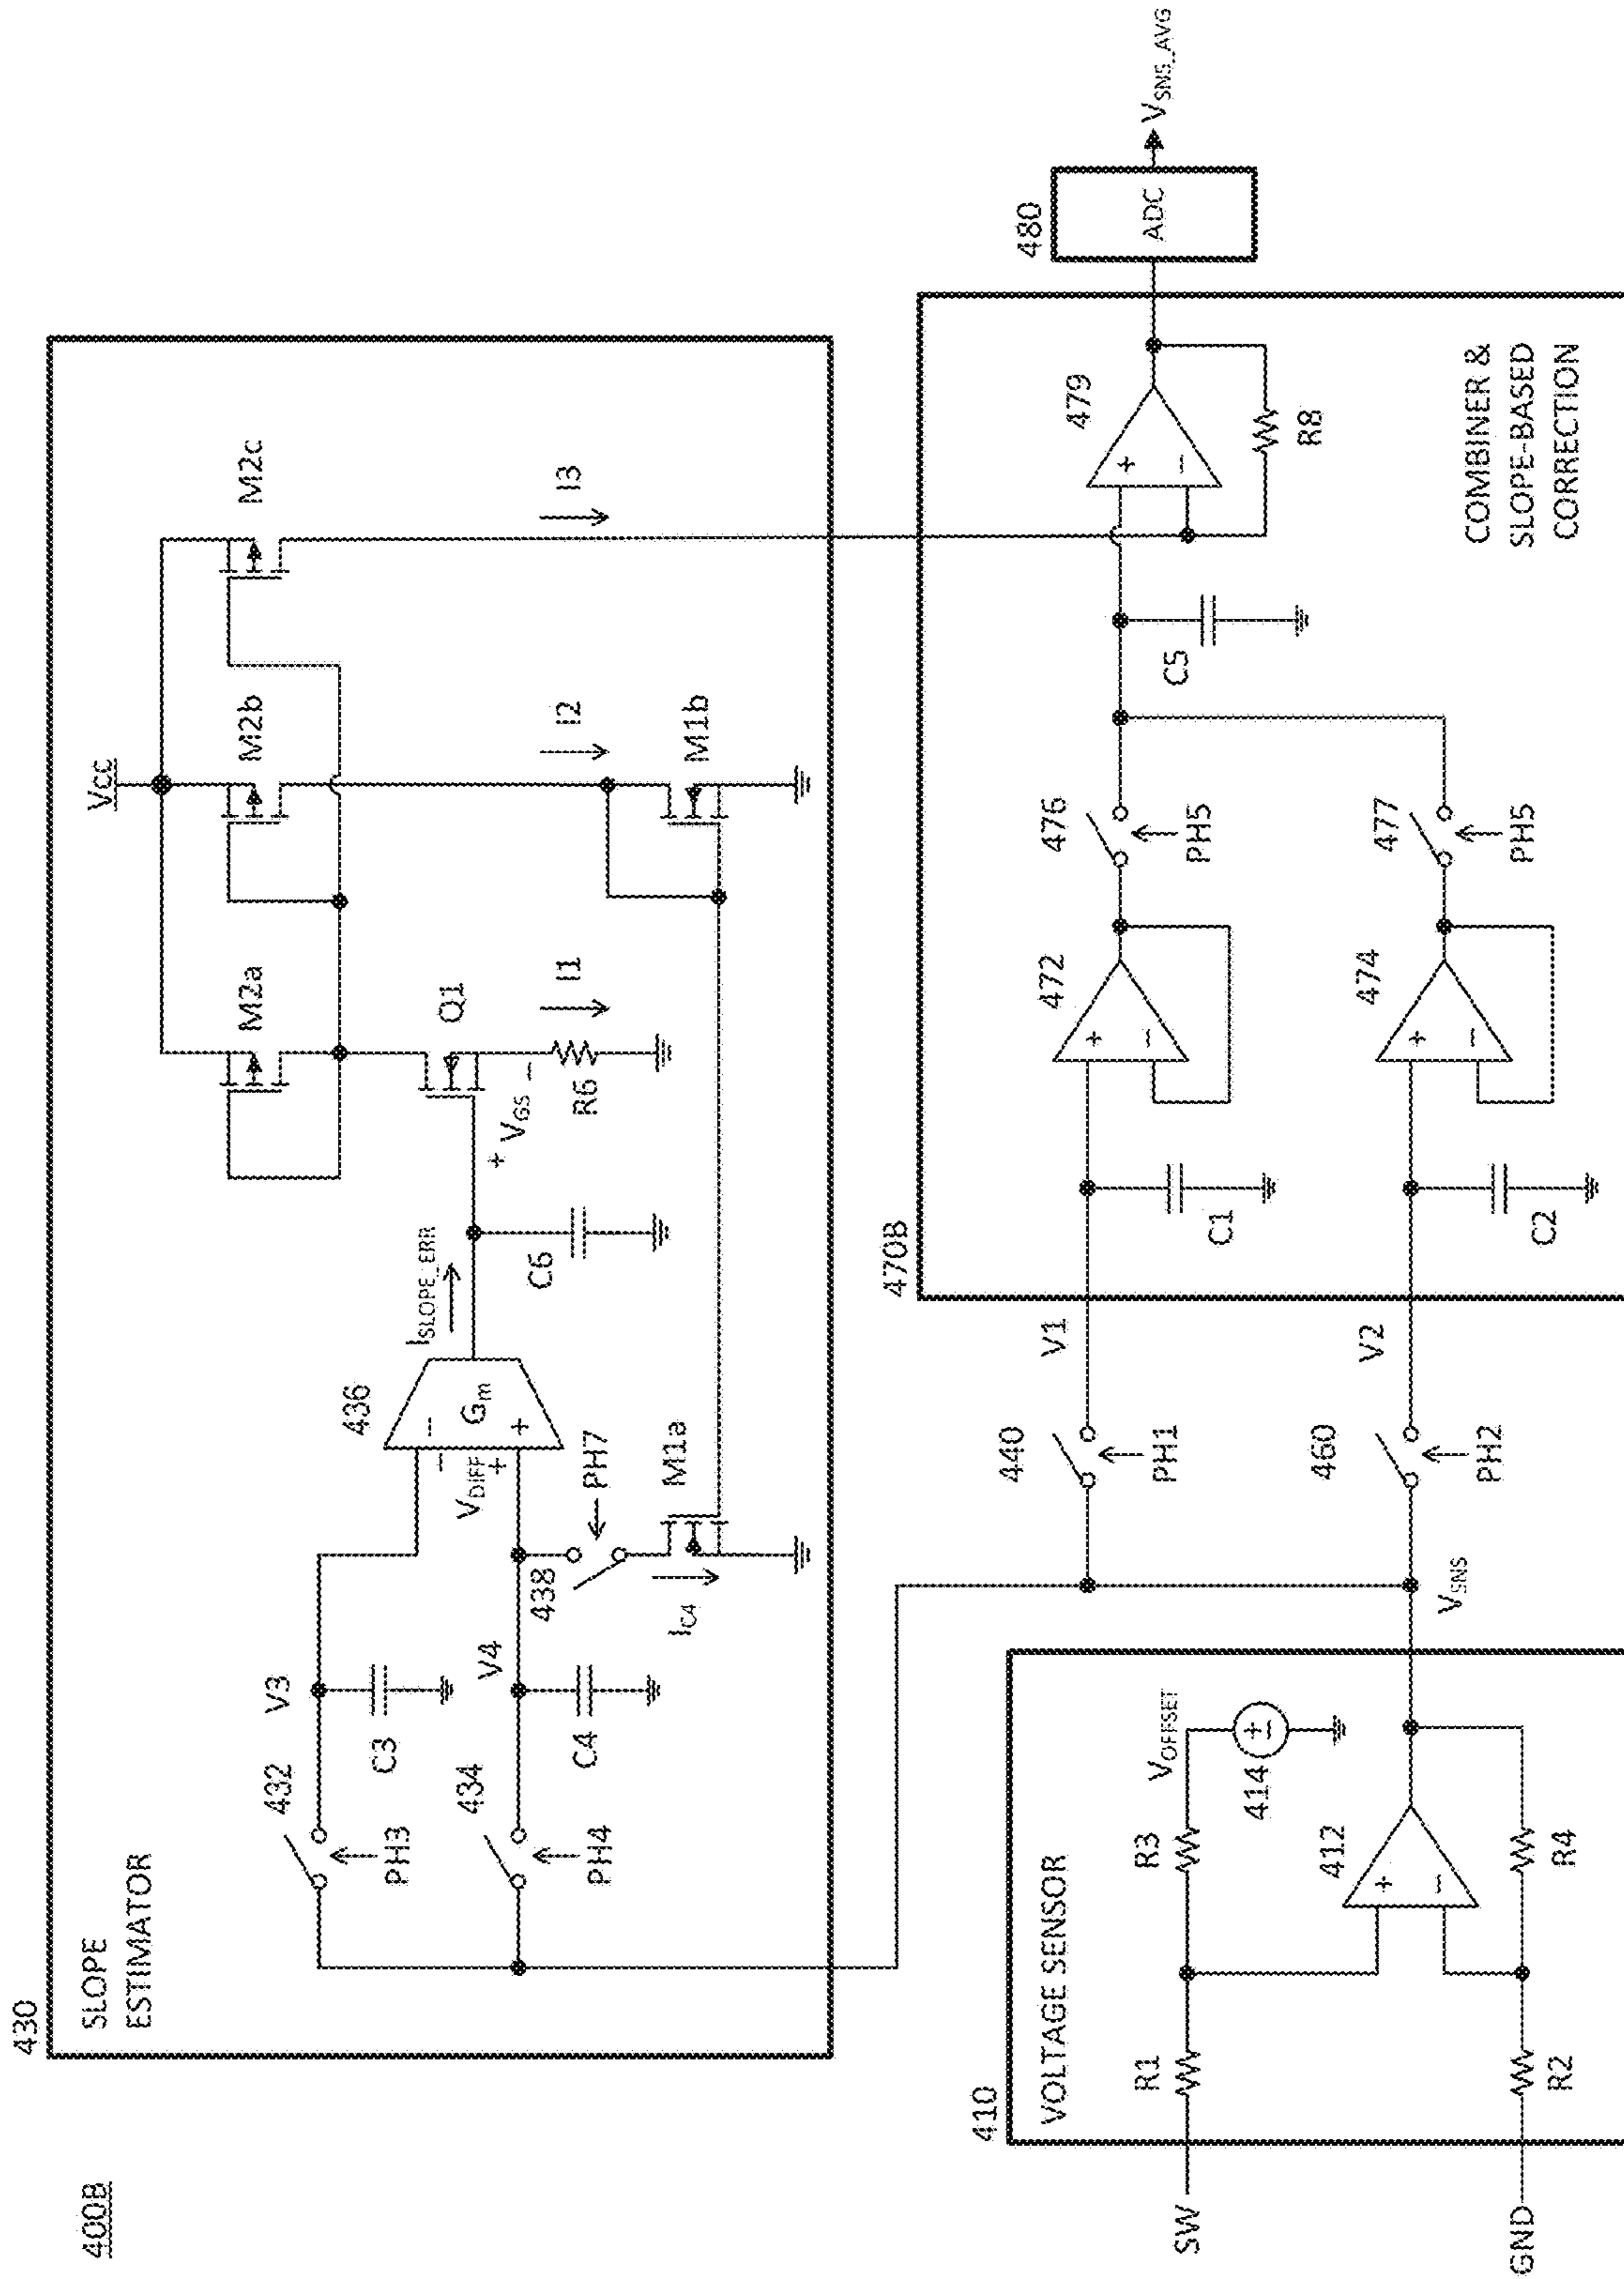 400B
430
SLOPE
ESTIMATOR
432
PH3
V3
C3
434
PH4
V4
C4
436
Gm
−
+
−
VDIFF
+
438
PH7
IC4
M1a
ISLOPE_ERR
C6
+
VGS
−
Q1
R6
I1
M2a
VCC
M2b
I2
M1b
M2c
I3
410
VOLTAGE SENSOR
SW
GND
R1
R2
R3
R4
VOFFSET
414
+
−
412
+
−
VSNS
440
PH1
V1
460
PH2
V2
470B
C1
C2
472
+
−
474
+
−
476
PH5
477
PH5
C5
479
+
−
R8
COMBINER &
SLOPE-BASED
CORRECTION
480
ADC
VSNS_AVG